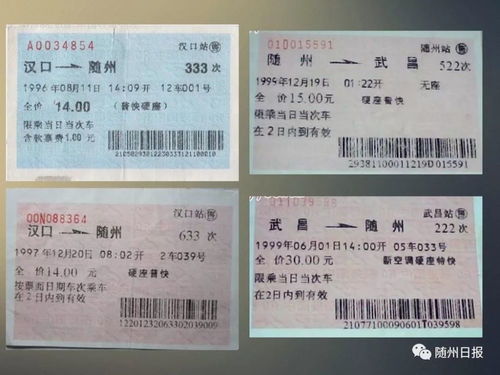 A0034854 汉口站售
汉口 随州 333次
1996年08月11日 14:09开 12车001号
全价 14.00 (普快硬座)
限乘当日当次车
含软票费1.00元
21050293012230333121100010
01D015591 随州站售
随州 武昌 522次
1999年12月19日 01:22开 无座
全价15.00元 硬座普快
限乘当日当次车
在2日内到有效
29381100011219D015591
00N088364 汉口站售
汉口 随州 633次
1997年12月20日 08:02开 2车039号
全价14.00元 硬座普快
按票面日期车次乘车
在2日内到有效
12201232063302039009
01T039598 武昌站售
武昌 随州 222次
1999年06月01日14:00开 05车033号
全价30.00元 新空调硬座特快
限乘当日当次车
在2日内到有效
21077100090601T039598
随州日报